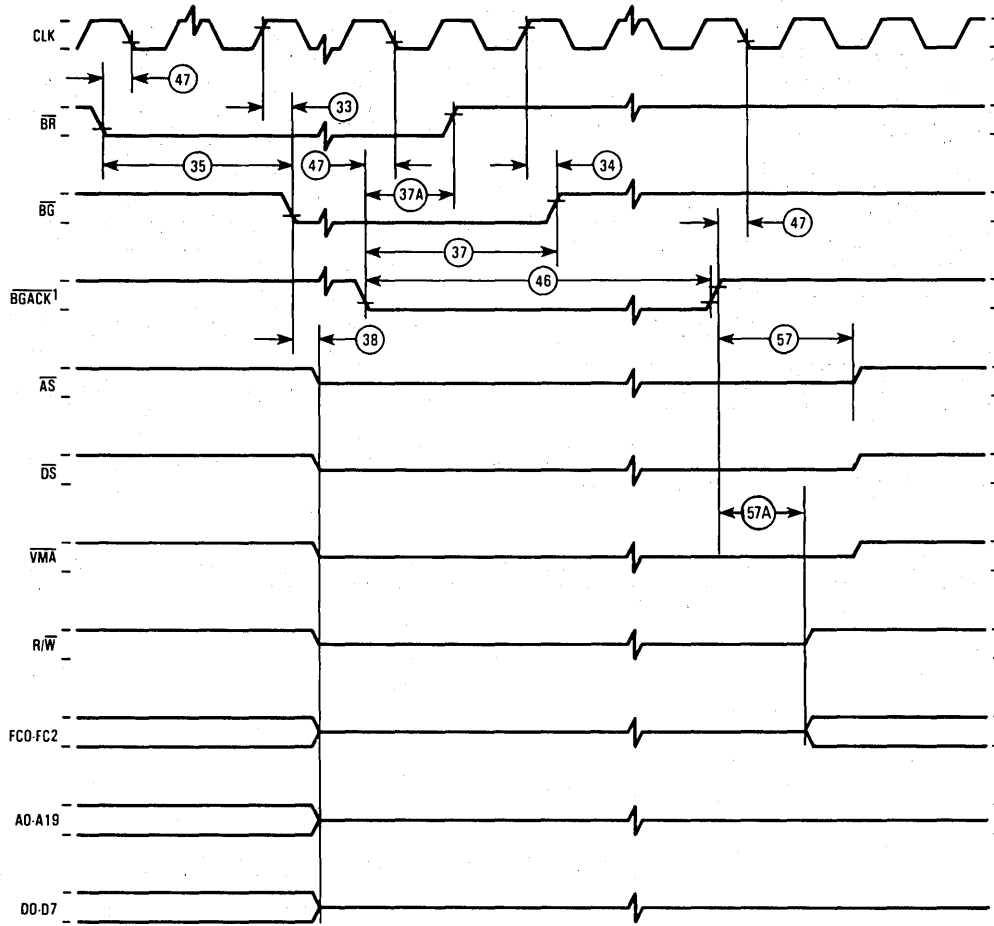 CLK
47
33
BR
35
47
34
37A
BG
47
37
46
BGACK1
38
57
AS
DS
57A
VMA
R/W
FC0-FC2
A0-A19
D0-D7